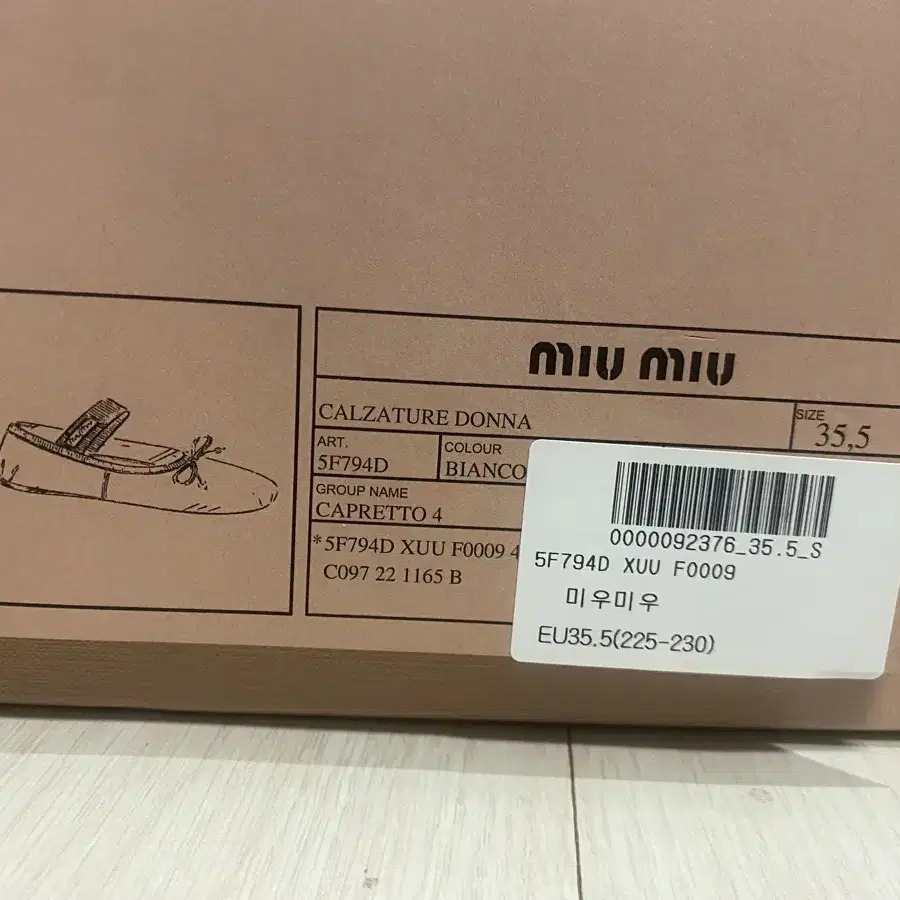 miu miu
CALZATURE DONNA
SIZE
35,5
ART.
5F794D
COLOUR
BIANCO
GROUP NAME
CAPRETTO 4
*5F794D XUU F0009 4
C097 22 1165 B
0000092376_35.5_S
5F794D XUU F0009
미우미우
EU35.5(225-230)